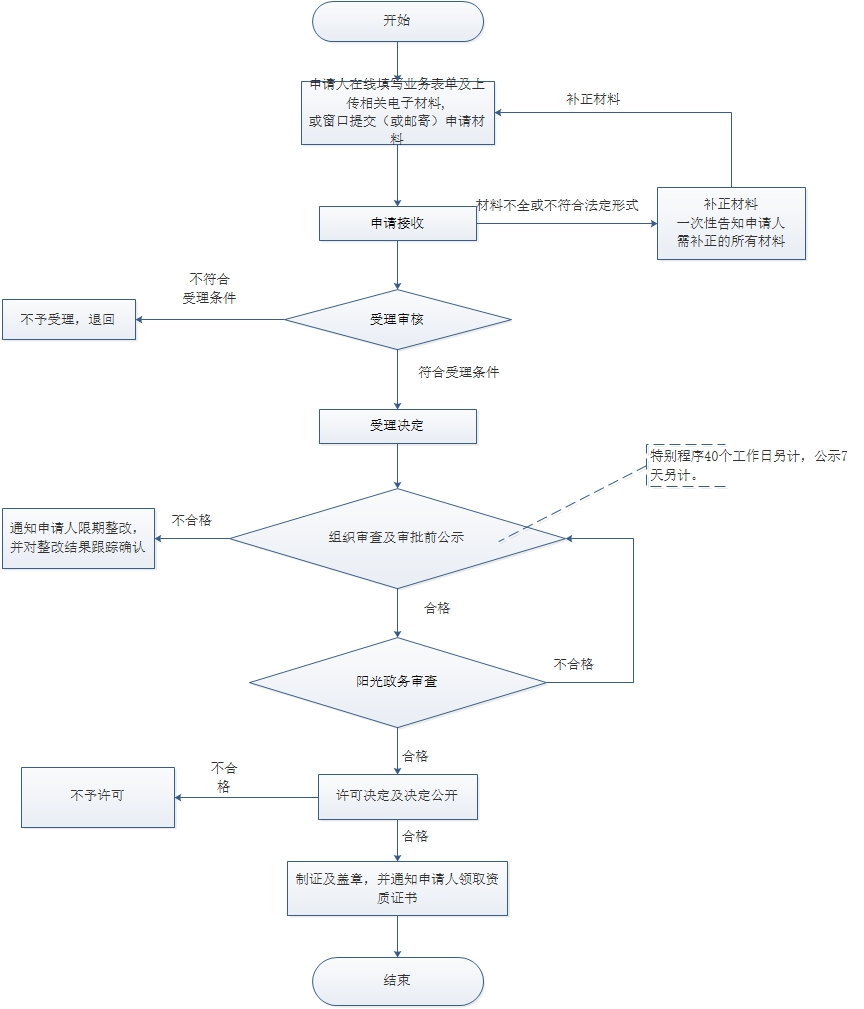 开始
申请人在线填写业务表单及上
传相关电子材料,
或窗口提交（或邮寄）申请材
料
补正材料
材料不全或不符合法定形式
补正材料
一次性告知申请人
需补正的所有材料
申请接收
不符合
受理条件
不予受理，退回
受理审核
符合受理条件
受理决定
特别程序40个工作日另计，公示7
天另计。
通知申请人限期整改，
并对整改结果跟踪确认
不合格
组织审查及审批前公示
合格
阳光政务审查
不合格
合格
不合
格
不予许可
许可决定及决定公开
合格
制证及盖章，并通知申请人领取资
质证书
结束